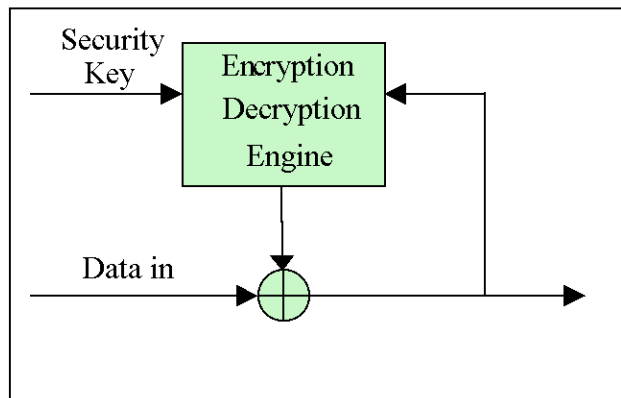 Security
Key
Encryption
Decryption
Engine
Data in